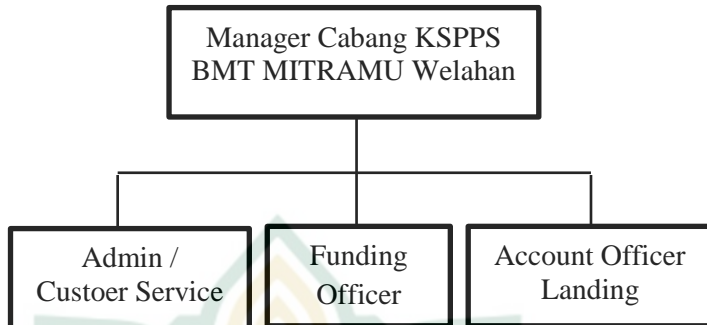 Manager Cabang KSPPS
BMT MITRAMU Welahan
Admin /
Custoer Service
Funding
Officer
Account Officer
Landing